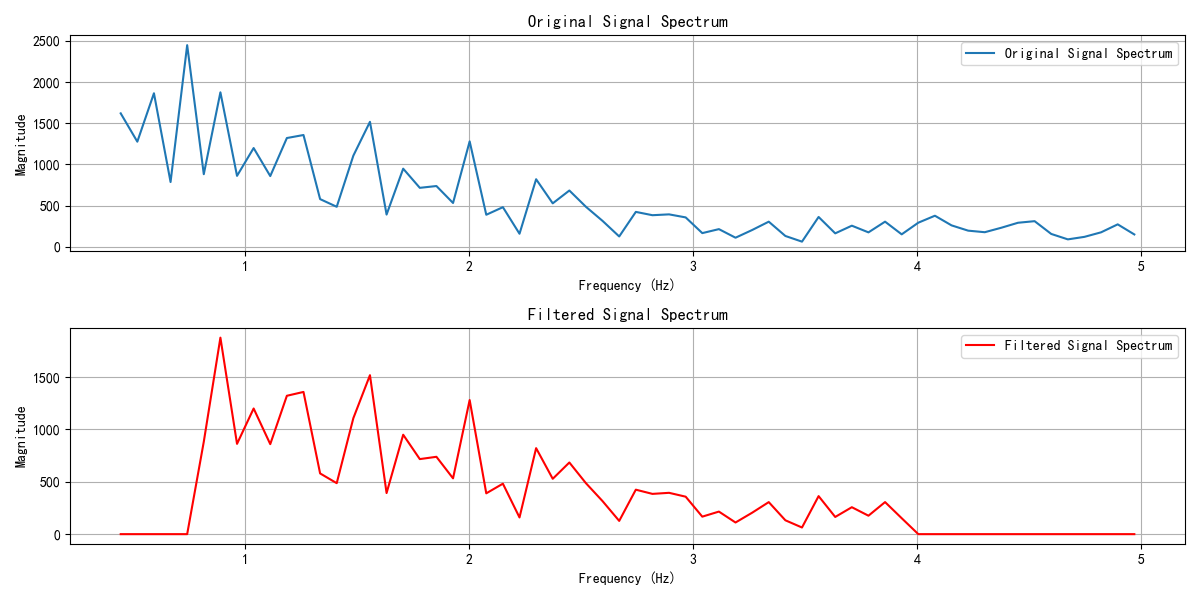 Original Signal Spectrum
2500
2000
1500
1000
500
0
Magnitude
Original Signal Spectrum
1 2 3 4 5
Frequency (Hz)
Filtered Signal Spectrum
1500
1000
500
0
Magnitude
Filtered Signal Spectrum
1 2 3 4 5
Frequency (Hz)